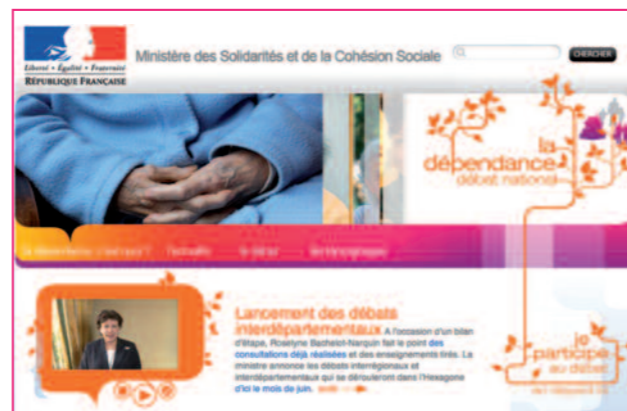 Liberté • Égalité • Fraternité
RÉPUBLIQUE FRANÇAISE
Ministère des Solidarités et de la Cohésion Sociale
CHERCHER
la
dépendance
débat national
l'actualité
Lancement des débats
interdépartementaux A l'occasion d'un bilan
d'étape, Roselyne Bachelot-Narquin fait le point des
consultations déjà réalisées et des enseignements tirés. La
ministre annonce les débats interrégionaux et
interdépartementaux qui se dérouleront dans l'Hexagone
d'ici le mois de juin.
je
participe
au débat